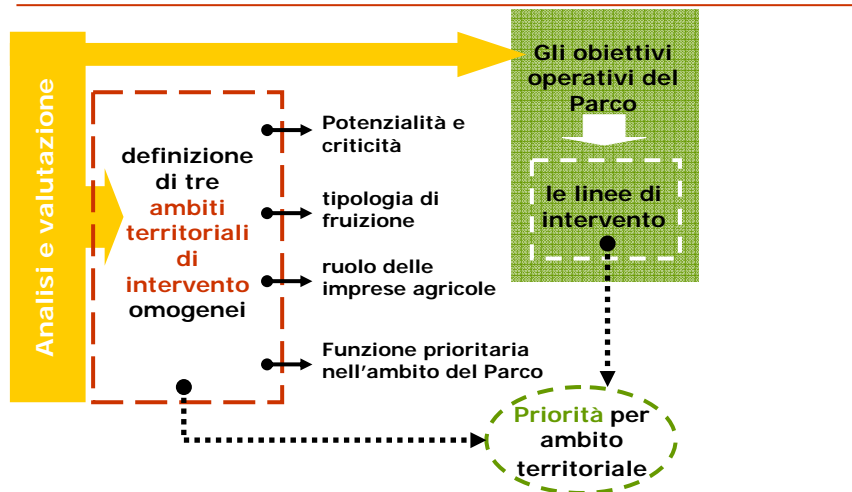 Analisi e valutazione
definizione
di tre
ambiti
territoriali
di
intervento
omogenei
Potenzialità e
criticità
tipologia di
fruizione
ruolo delle
imprese agricole
Funzione prioritaria
nell'ambito del Parco
Gli obiettivi
operativi del
Parco
le linee di
intervento
Priorità per
ambito
territoriale